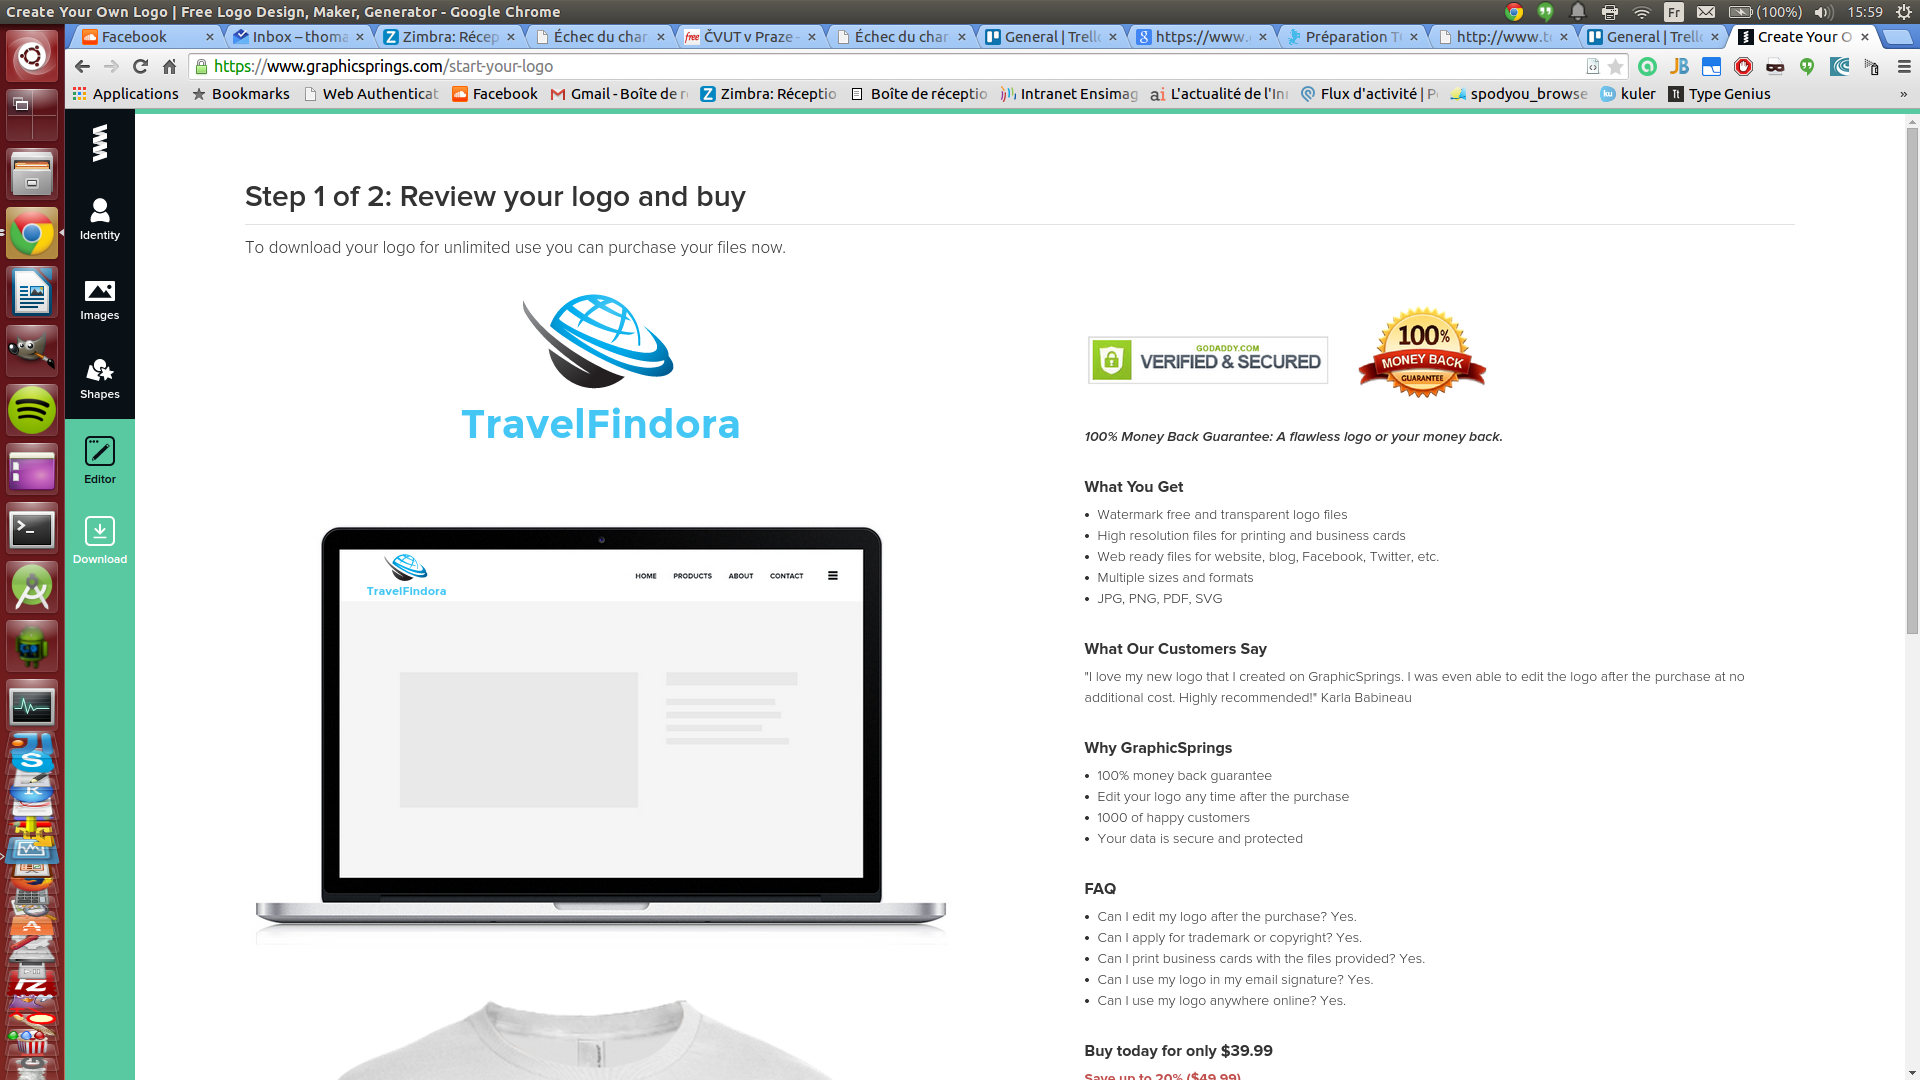 Create Your Own Logo | Free Logo Design, Maker, Generator - Google Chrome
Fr
(100%)
15:59
Facebook
Inbox – thoma
Zimbra: Récep
Échec du char
ČVUT v Praze -
Échec du char
General | Trell
https://www.
Préparation T
http://www.t
General | Trell
Create Your O
https://www.graphicsprings.com/start-your-logo
Applications
Bookmarks
Web Authenticat
Facebook
Gmail - Boîte de r
Zimbra: Réceptio
Boîte de réceptio
Intranet Ensimag
L'actualité de l'In
Flux d'activité | P
spodyou_browse
kuler
Type Genius
»
Identity
Images
Shapes
Editor
Download
Step 1 of 2: Review your logo and buy
To download your logo for unlimited use you can purchase your files now.
TravelFindora
TravelFindora
HOME
PRODUCTS
ABOUT
CONTACT
GODADDY.COM
VERIFIED & SECURED
100%
MONEY BACK
GUARANTEE
100% Money Back Guarantee: A flawless logo or your money back.
What You Get
• Watermark free and transparent logo files
• High resolution files for printing and business cards
• Web ready files for website, blog, Facebook, Twitter, etc.
• Multiple sizes and formats
• JPG, PNG, PDF, SVG
What Our Customers Say
"I love my new logo that I created on GraphicSprings. I was even able to edit the logo after the purchase at no
additional cost. Highly recommended!" Karla Babineau
Why GraphicSprings
• 100% money back guarantee
• Edit your logo any time after the purchase
• 1000 of happy customers
• Your data is secure and protected
FAQ
• Can I edit my logo after the purchase? Yes.
• Can I apply for trademark or copyright? Yes.
• Can I print business cards with the files provided? Yes.
• Can I use my logo in my email signature? Yes.
• Can I use my logo anywhere online? Yes.
Buy today for only $39.99
Save up to 20% ($49.99)